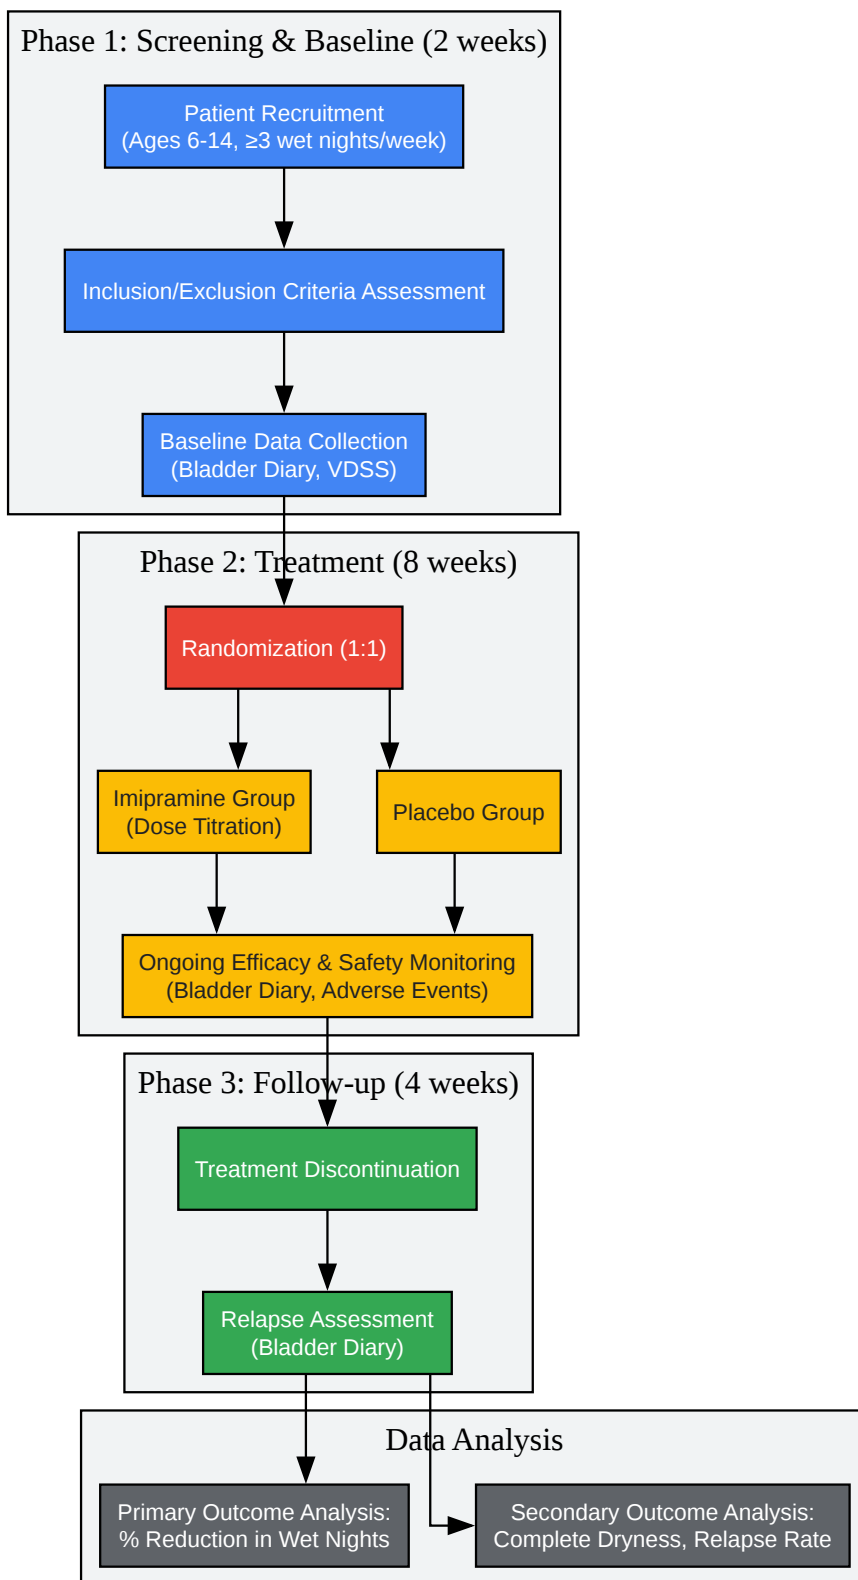 Phase 1: Screening & Baseline (2 weeks)
Patient Recruitment
(Ages 6-14, ≥3 wet nights/week)
Inclusion/Exclusion Criteria Assessment
Baseline Data Collection
(Bladder Diary, VDSS)
Phase 2: Treatment (8 weeks)
Randomization (1:1)
Imipramine Group
(Dose Titration)
Placebo Group
Ongoing Efficacy & Safety Monitoring
(Bladder Diary, Adverse Events)
Phase 3: Follow-up (4 weeks)
Treatment Discontinuation
Relapse Assessment
(Bladder Diary)
Data Analysis
Primary Outcome Analysis:
% Reduction in Wet Nights
Secondary Outcome Analysis:
Complete Dryness, Relapse Rate